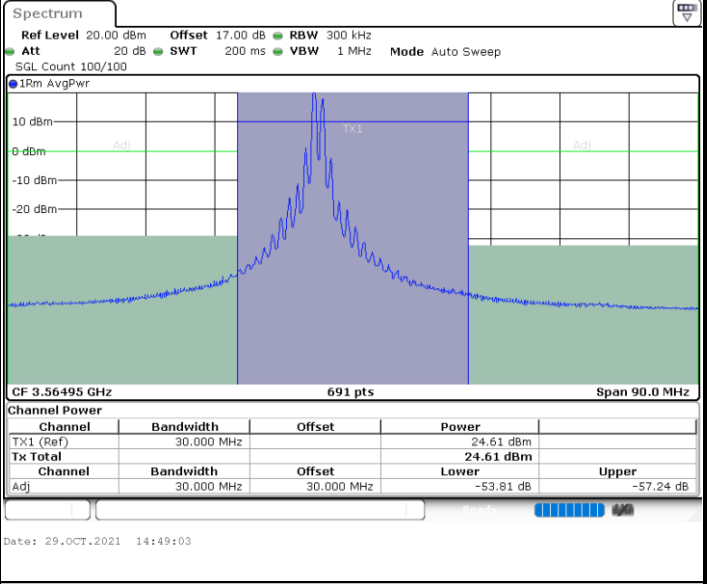 Spectrum
Ref Level 20.00 dBm Offset 17.00 dB RBW 300 kHz
Att 20 dB SWT 200 ms VBW 1 MHz Mode Auto Sweep
SGL Count 100/100
1Rm AvgPwr
10 dBm
TX1
Adj
Adj
0 dBm
-10 dBm
-20 dBm
CF 3.56495 GHz 691 pts Span 90.0 MHz
Channel Power
Channel Bandwidth Offset Power
TX1 (Ref) 30.000 MHz 24.61 dBm
Tx Total 24.61 dBm
Channel Bandwidth Offset Lower Upper
Adj 30.000 MHz 30.000 MHz -53.81 dB -57.24 dB
Ready
Date: 29.OCT.2021 14:49:03